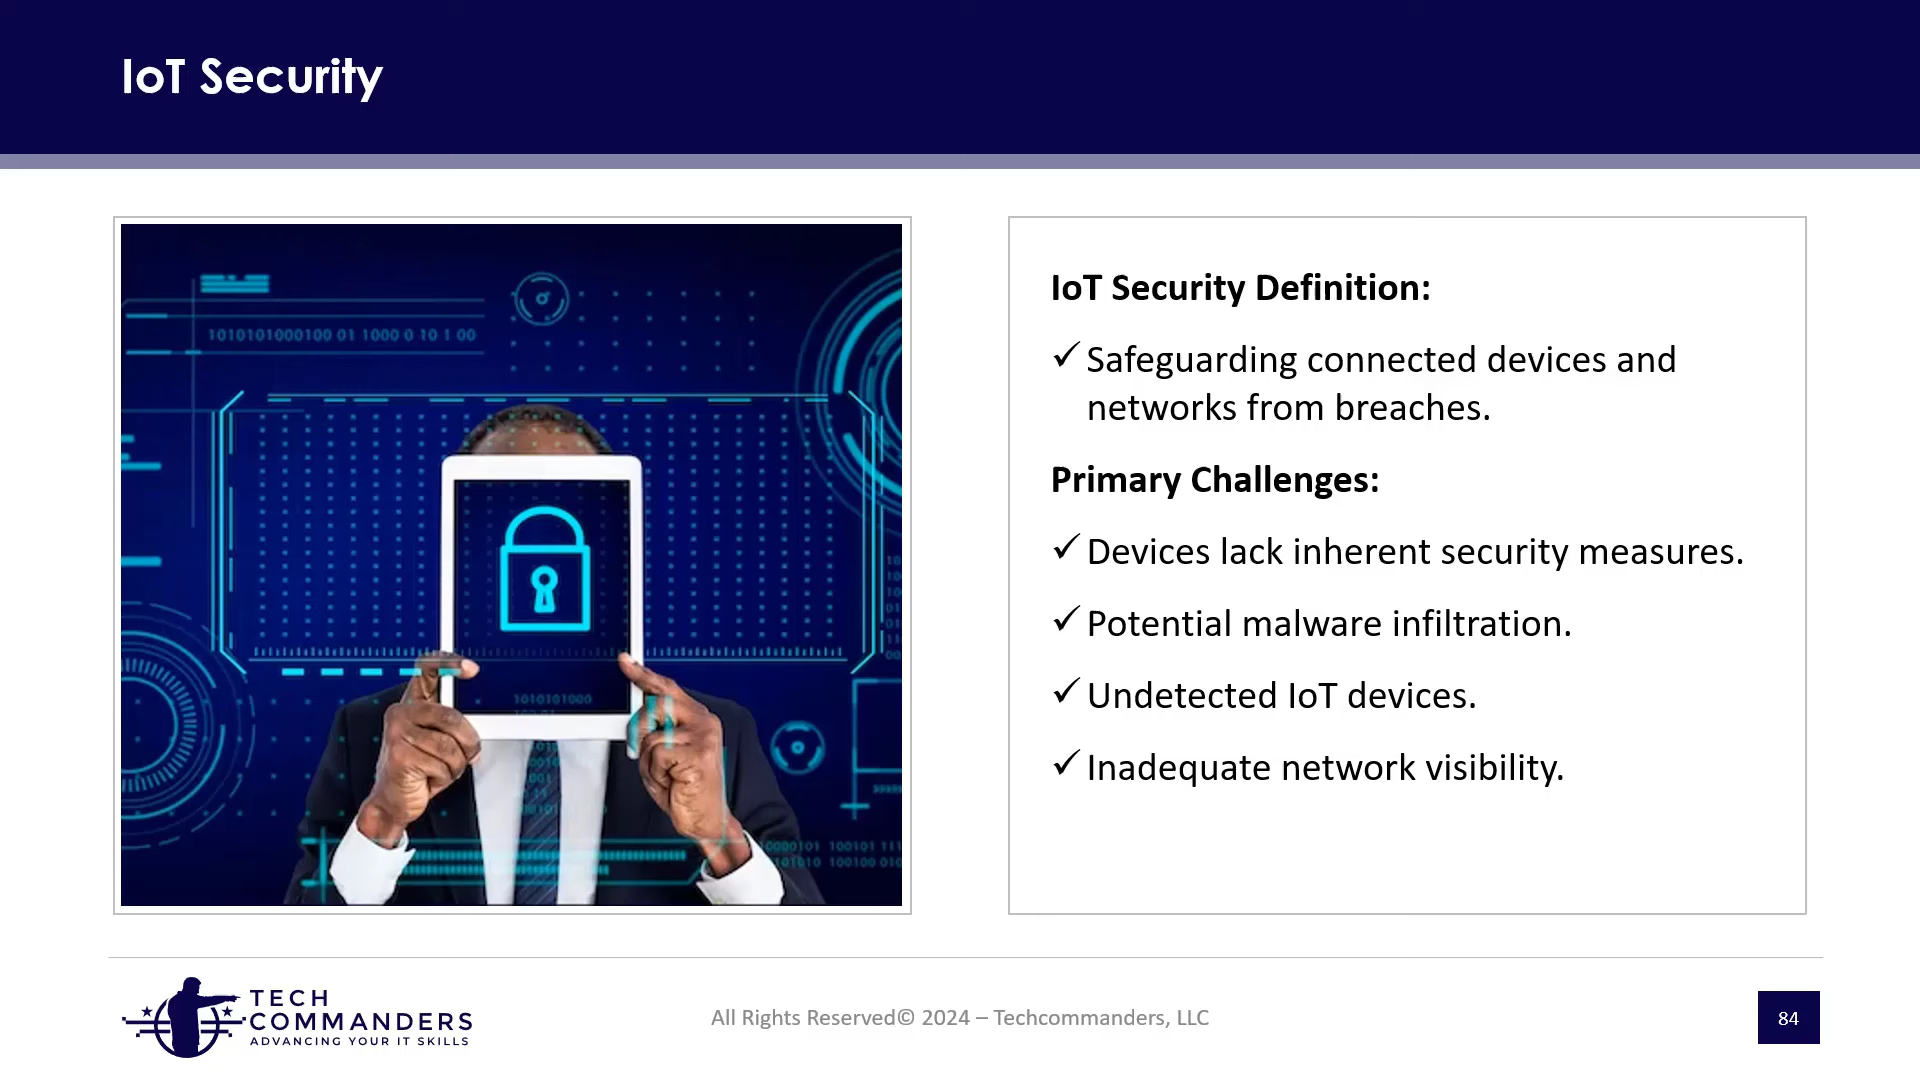 IoT Security
1010101000100 01 1000 0 10 1 00
1010101000
IoT Security Definition:
✓ Safeguarding connected devices and
networks from breaches.
Primary Challenges:
✓ Devices lack inherent security measures.
✓ Potential malware infiltration.
✓ Undetected IoT devices.
✓ Inadequate network visibility.
TECH
COMMANDERS
ADVANCING YOUR IT SKILLS
All Rights Reserved© 2024 – Techcommanders, LLC
84